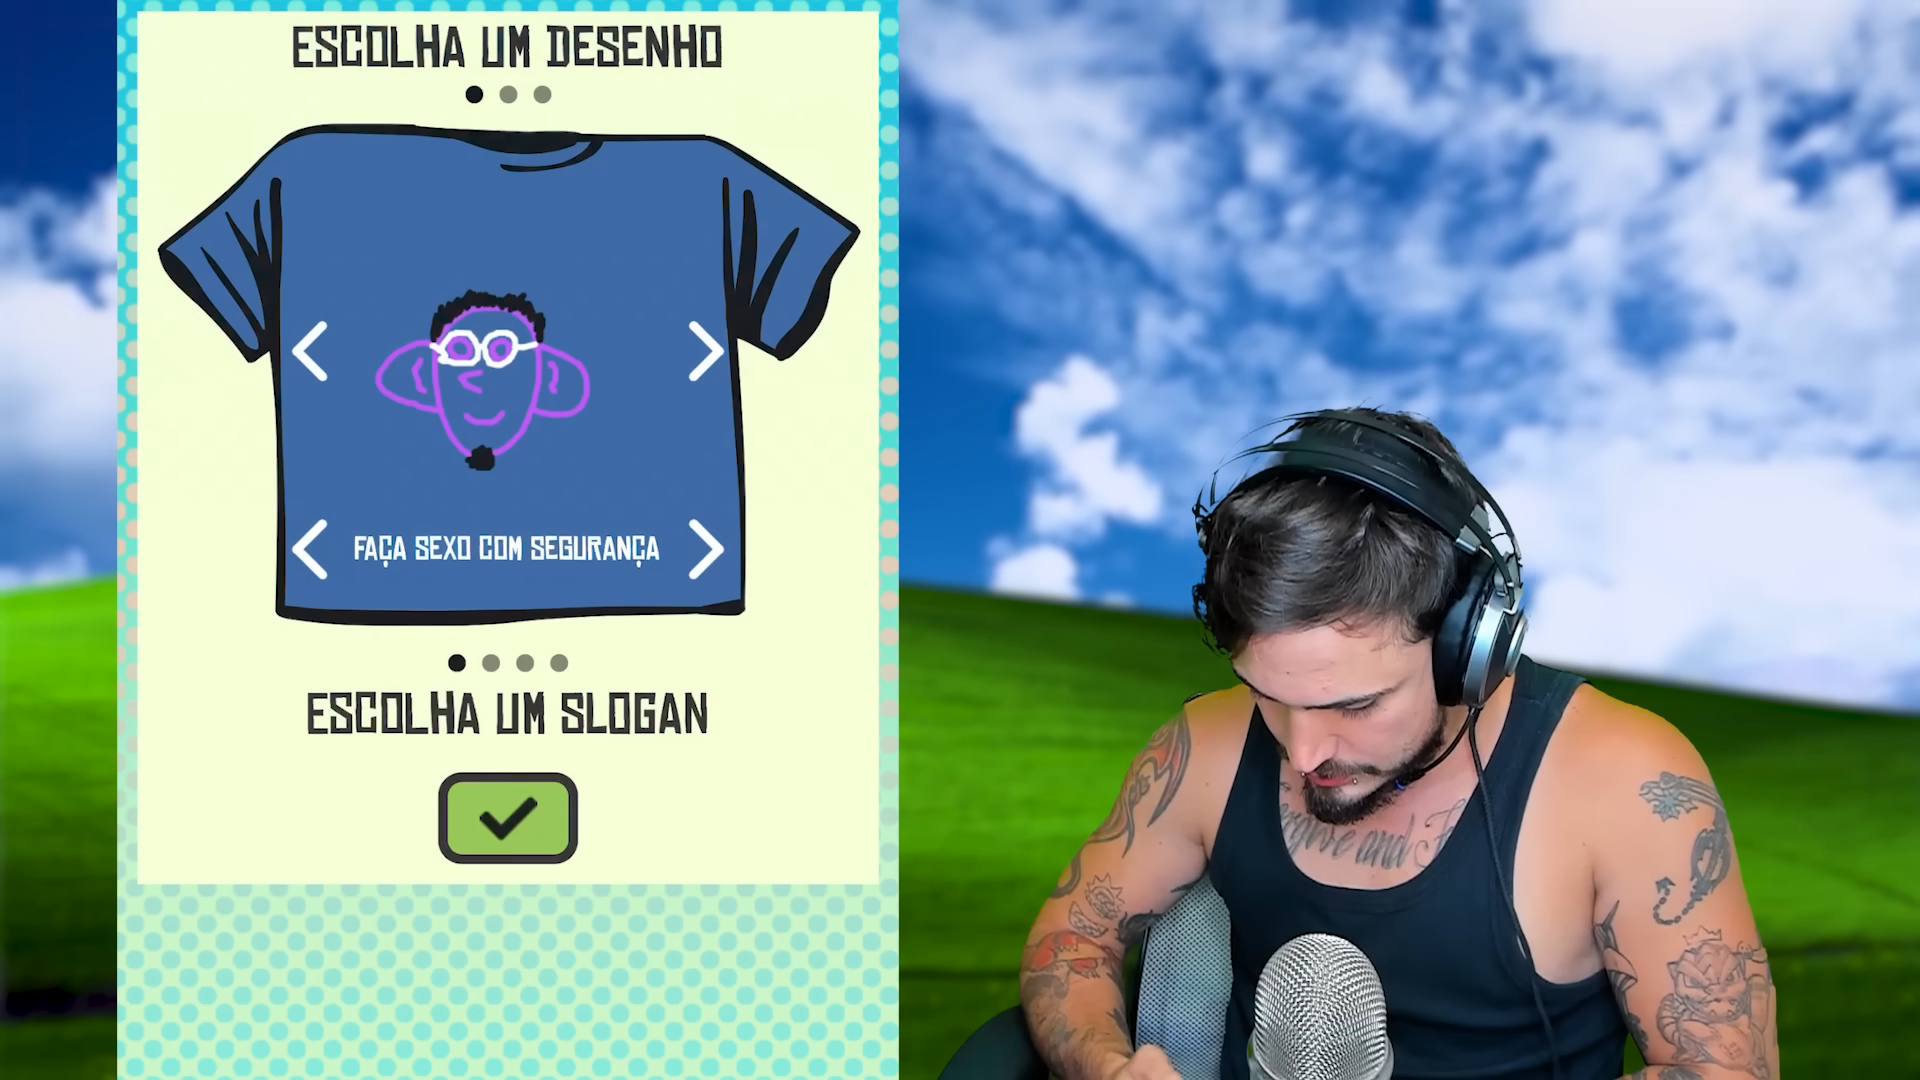 ESCOLHA UM DESENHO
FAÇA SEXO COM SEGURANÇA
ESCOLHA UM SLOGAN